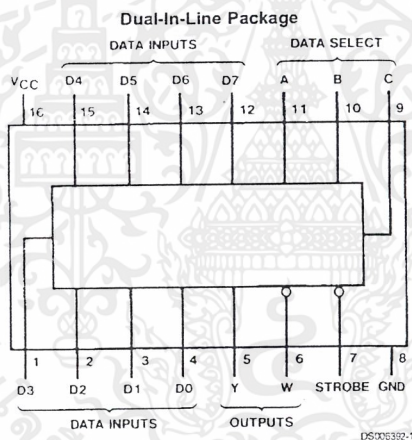 Dual-In-Line Package
DATA INPUTS DATA SELECT
VCC D4 D5 D6 D7 A B C
16 15 14 13 12 11 10 9
1 2 3 4 5 6 7 8
D3 D2 D1 D0 Y W STROBE GND
DATA INPUTS OUTPUTS
DS006392-1